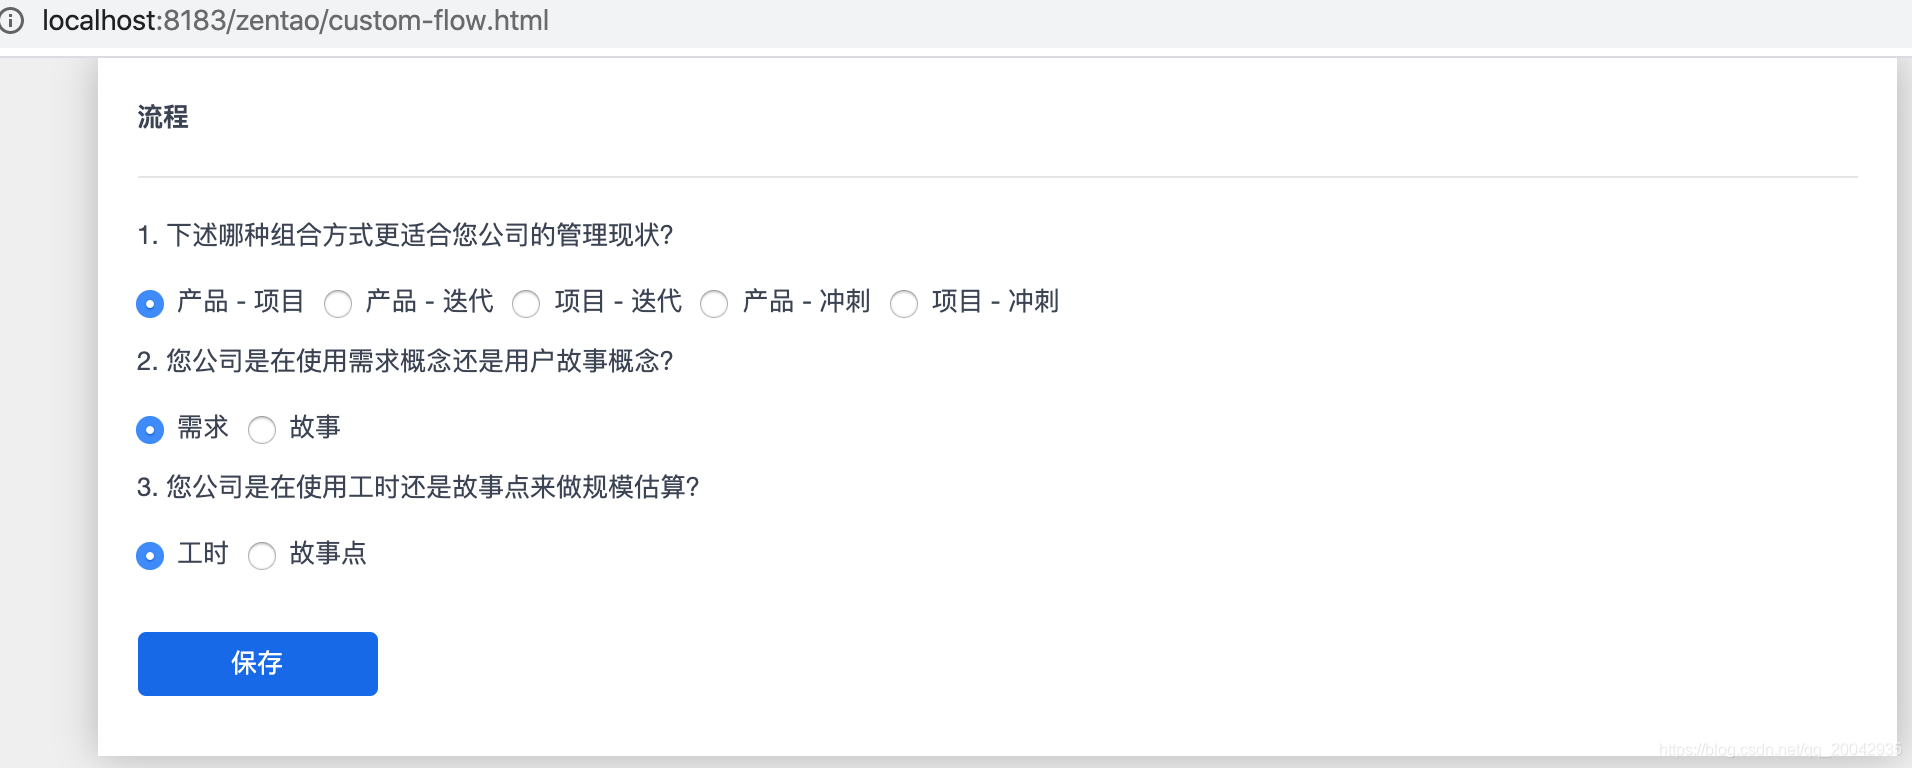 localhost:8183/zentao/custom-flow.html
流程
1. 下述哪种组合方式更适合您公司的管理现状?
产品 - 项目 产品 - 迭代 项目 - 迭代 产品 - 冲刺 项目 - 冲刺
2. 您公司是在使用需求概念还是用户故事概念?
需求 故事
3. 您公司是在使用工时还是故事点来做规模估算?
工时 故事点
保存
https://blog.csdn.net/qq_20042935